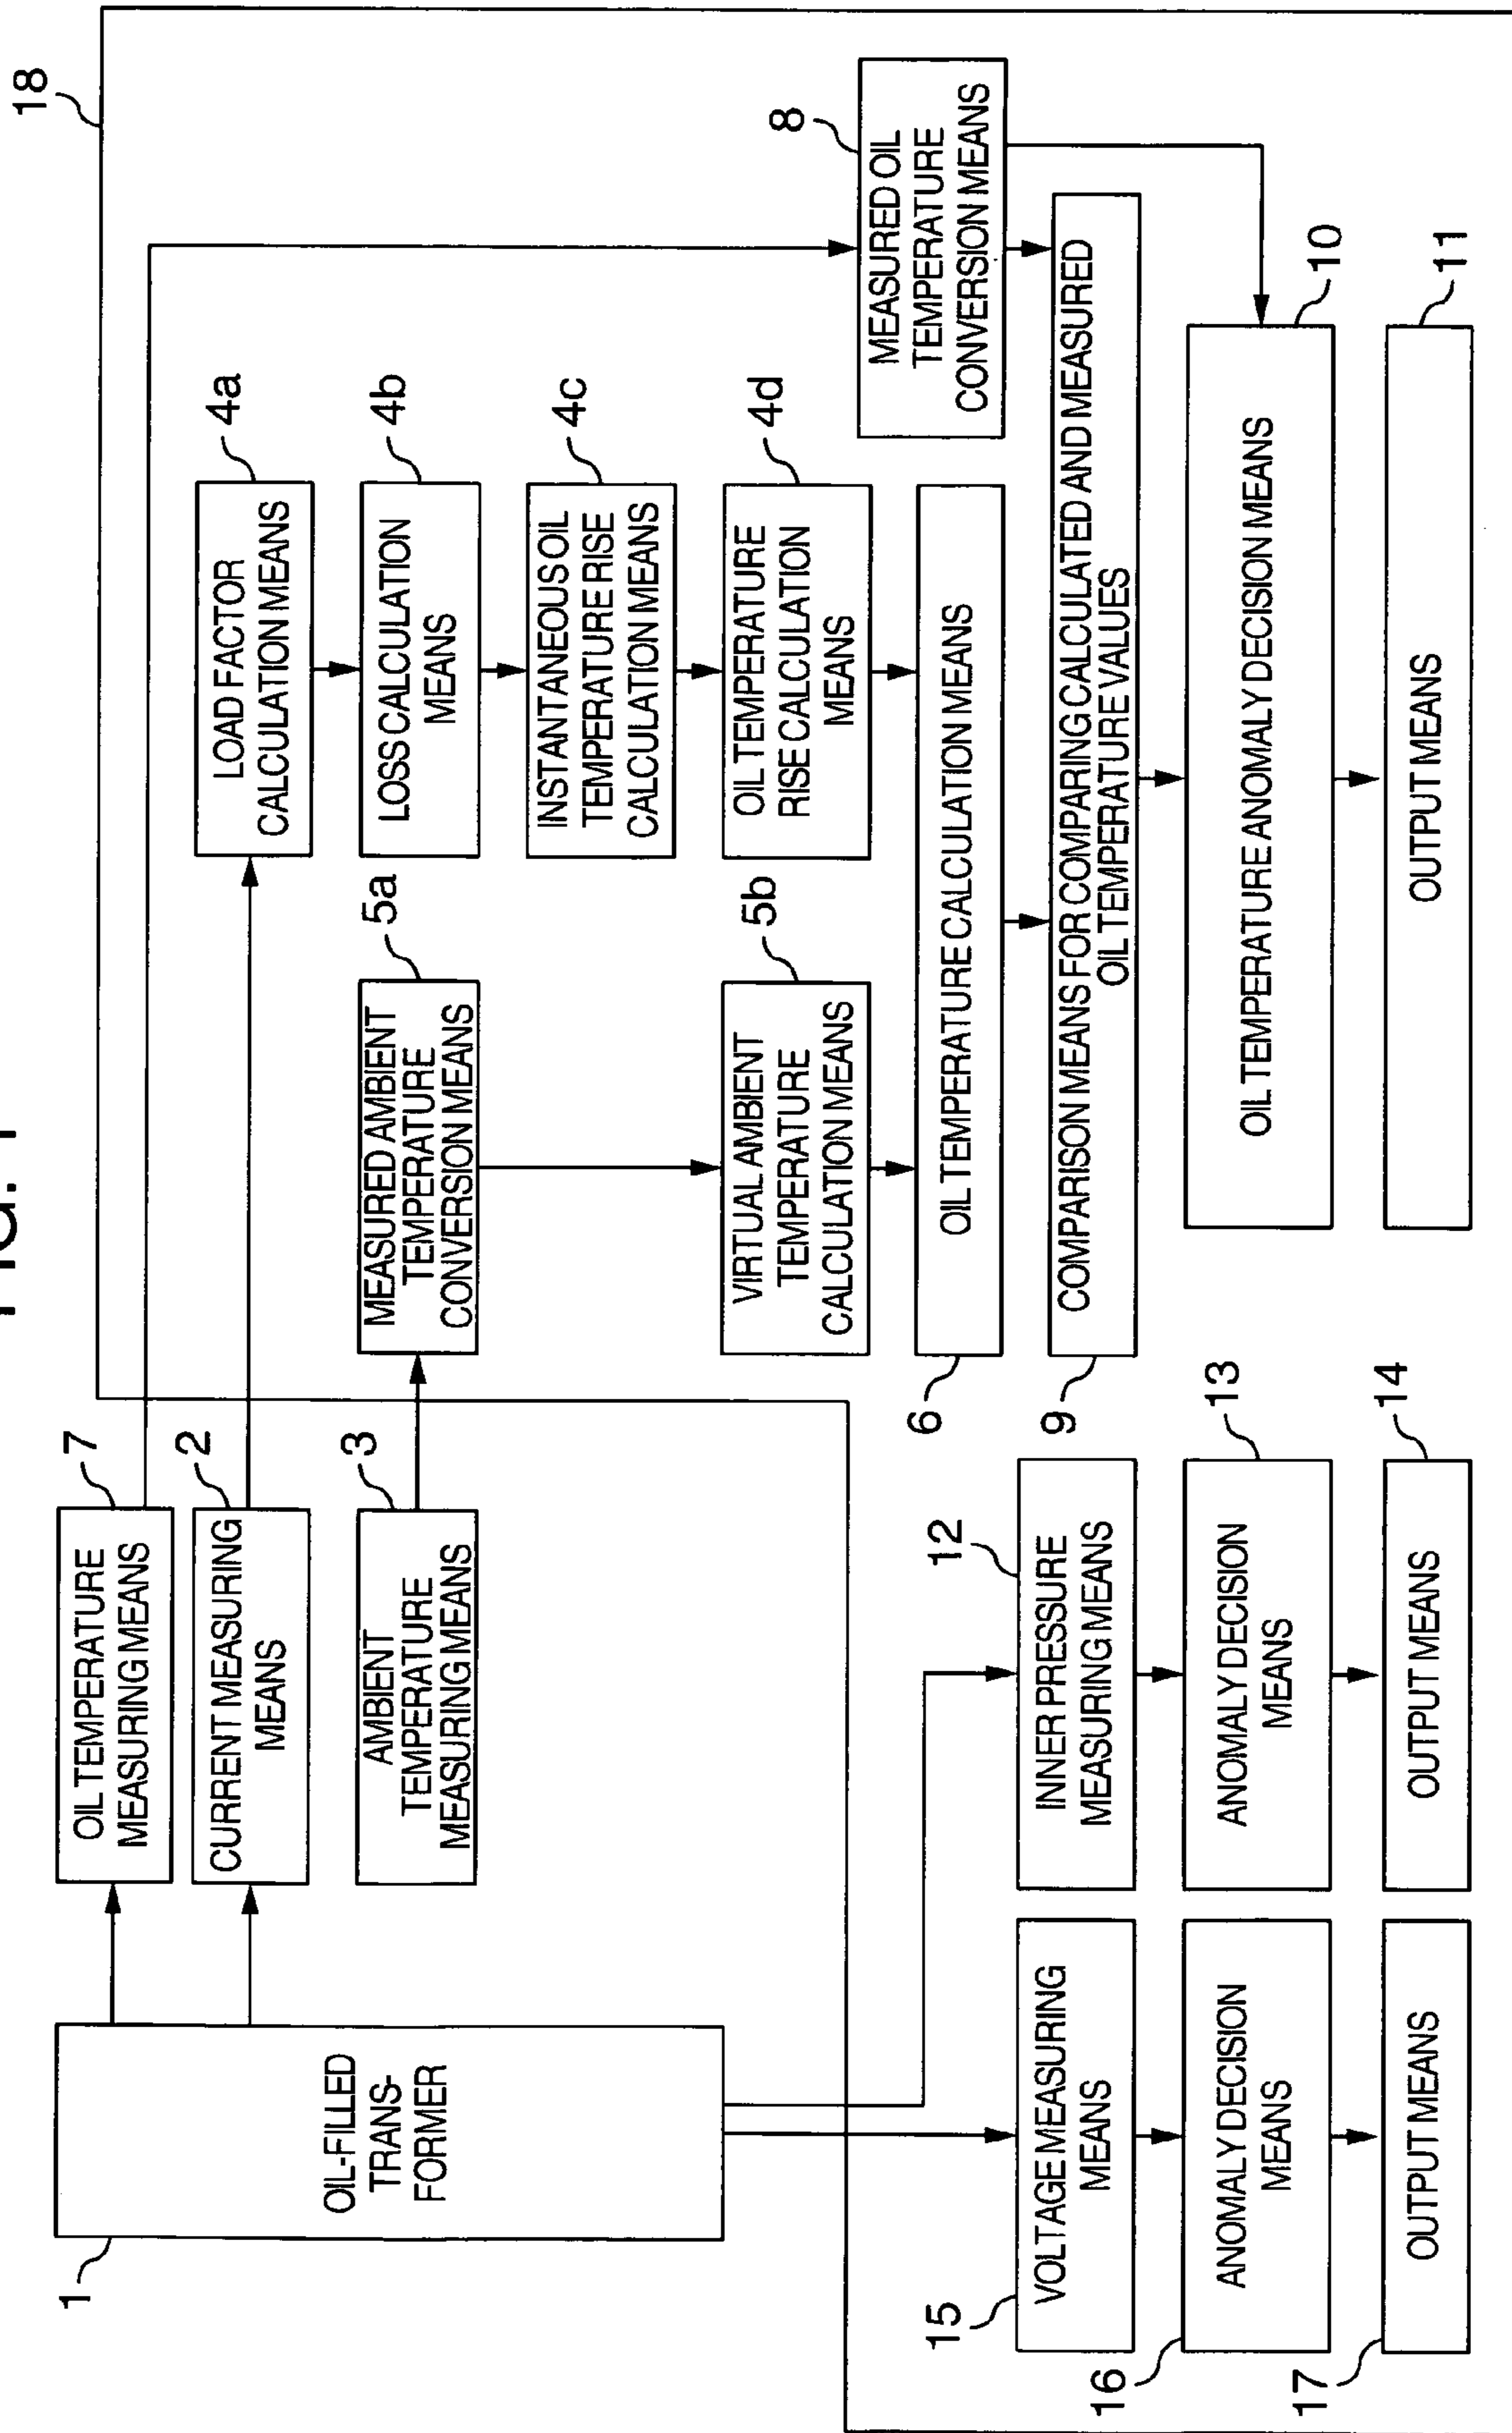 FIG. 1
18
1
OIL-FILLED
TRANS-
FORMER
7
OIL TEMPERATURE
MEASURING MEANS
2
CURRENT MEASURING
MEANS
3
AMBIENT
TEMPERATURE
MEASURING MEANS
4a
LOAD FACTOR
CALCULATION MEANS
4b
LOSS CALCULATION
MEANS
4c
INSTANTANEOUS OIL
TEMPERATURE RISE
CALCULATION MEANS
4d
OIL TEMPERATURE
RISE CALCULATION
MEANS
5a
MEASURED AMBIENT
TEMPERATURE
CONVERSION MEANS
5b
VIRTUAL AMBIENT
TEMPERATURE
CALCULATION MEANS
8
MEASURED OIL
TEMPERATURE
CONVERSION MEANS
6
OIL TEMPERATURE CALCULATION MEANS
9
COMPARISON MEANS FOR COMPARING CALCULATED AND MEASURED
OIL TEMPERATURE VALUES
10
OIL TEMPERATURE ANOMALY DECISION MEANS
11
OUTPUT MEANS
12
INNER PRESSURE
MEASURING MEANS
13
ANOMALY DECISION
MEANS
14
OUTPUT MEANS
15
VOLTAGE MEASURING
MEANS
16
ANOMALY DECISION
MEANS
17
OUTPUT MEANS